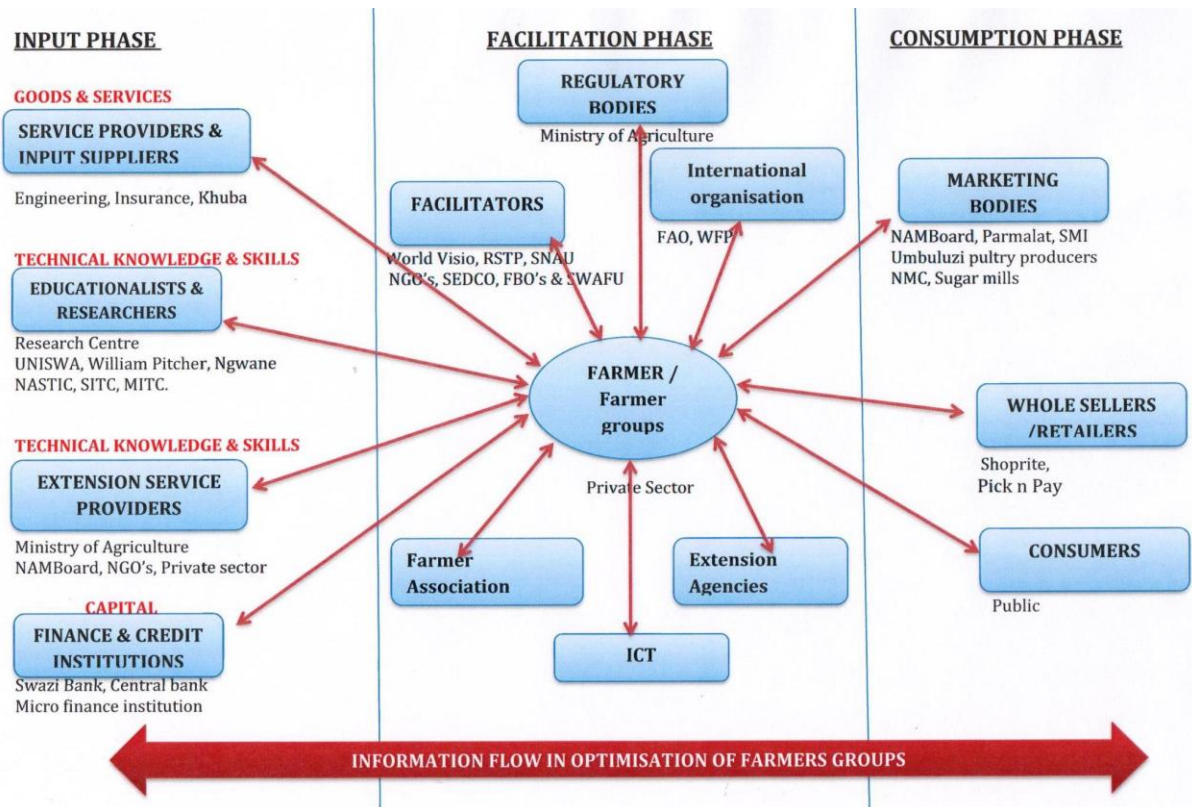 INPUT PHASE
GOODS & SERVICES
SERVICE PROVIDERS &
INPUT SUPPLIERS
Engineering, Insurance, Khuba
TECHNICAL KNOWLEDGE & SKILLS
EDUCATIONALISTS &
RESEARCHERS
Research Centre
UNISWA, William Pitcher, Ngwane
NASTIC, SITC, MITC.
TECHNICAL KNOWLEDGE & SKILLS
EXTENSION SERVICE
PROVIDERS
Ministry of Agriculture
NAMBoard, NGO's, Private sector
CAPITAL
FINANCE & CREDIT
INSTITUTIONS
Swazi Bank, Central bank
Micro finance institution
FACILITATION PHASE
REGULATORY
BODIES
Ministry of Agriculture
FACILITATORS
World Visio, RSTP, SNAU
NGO's, SEDCO, FBO's & SWAFU
International
organisation
FAO, WFP
FARMER /
Farmer
groups
Private Sector
Farmer
Association
Extension
Agencies
ICT
CONSUMPTION PHASE
MARKETING
BODIES
NAMBoard, Parmalat, SMI
Umbuluzi pultry producers
NMC, Sugar mills
WHOLE SELLERS
/RETAILERS
Shoprite,
Pick n Pay
CONSUMERS
Public
INFORMATION FLOW IN OPTIMISATION OF FARMERS GROUPS